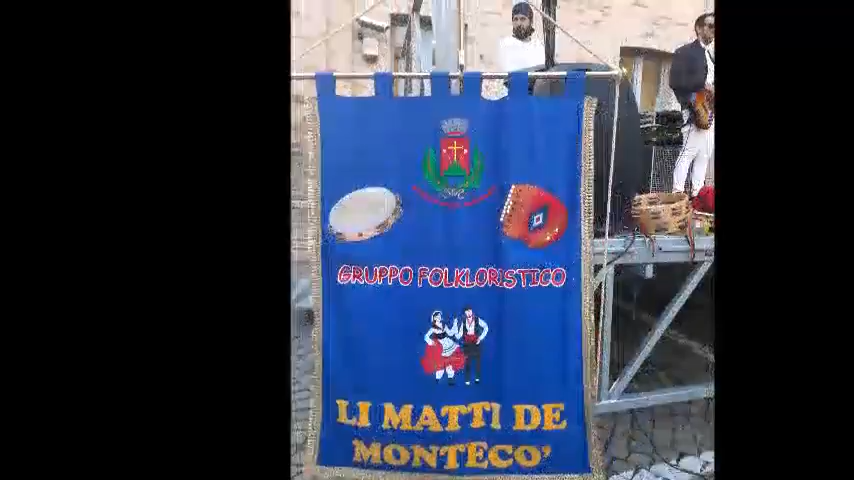 GRUPPO FOLKLORISTICO
LI MATTI DE
MONTECO'